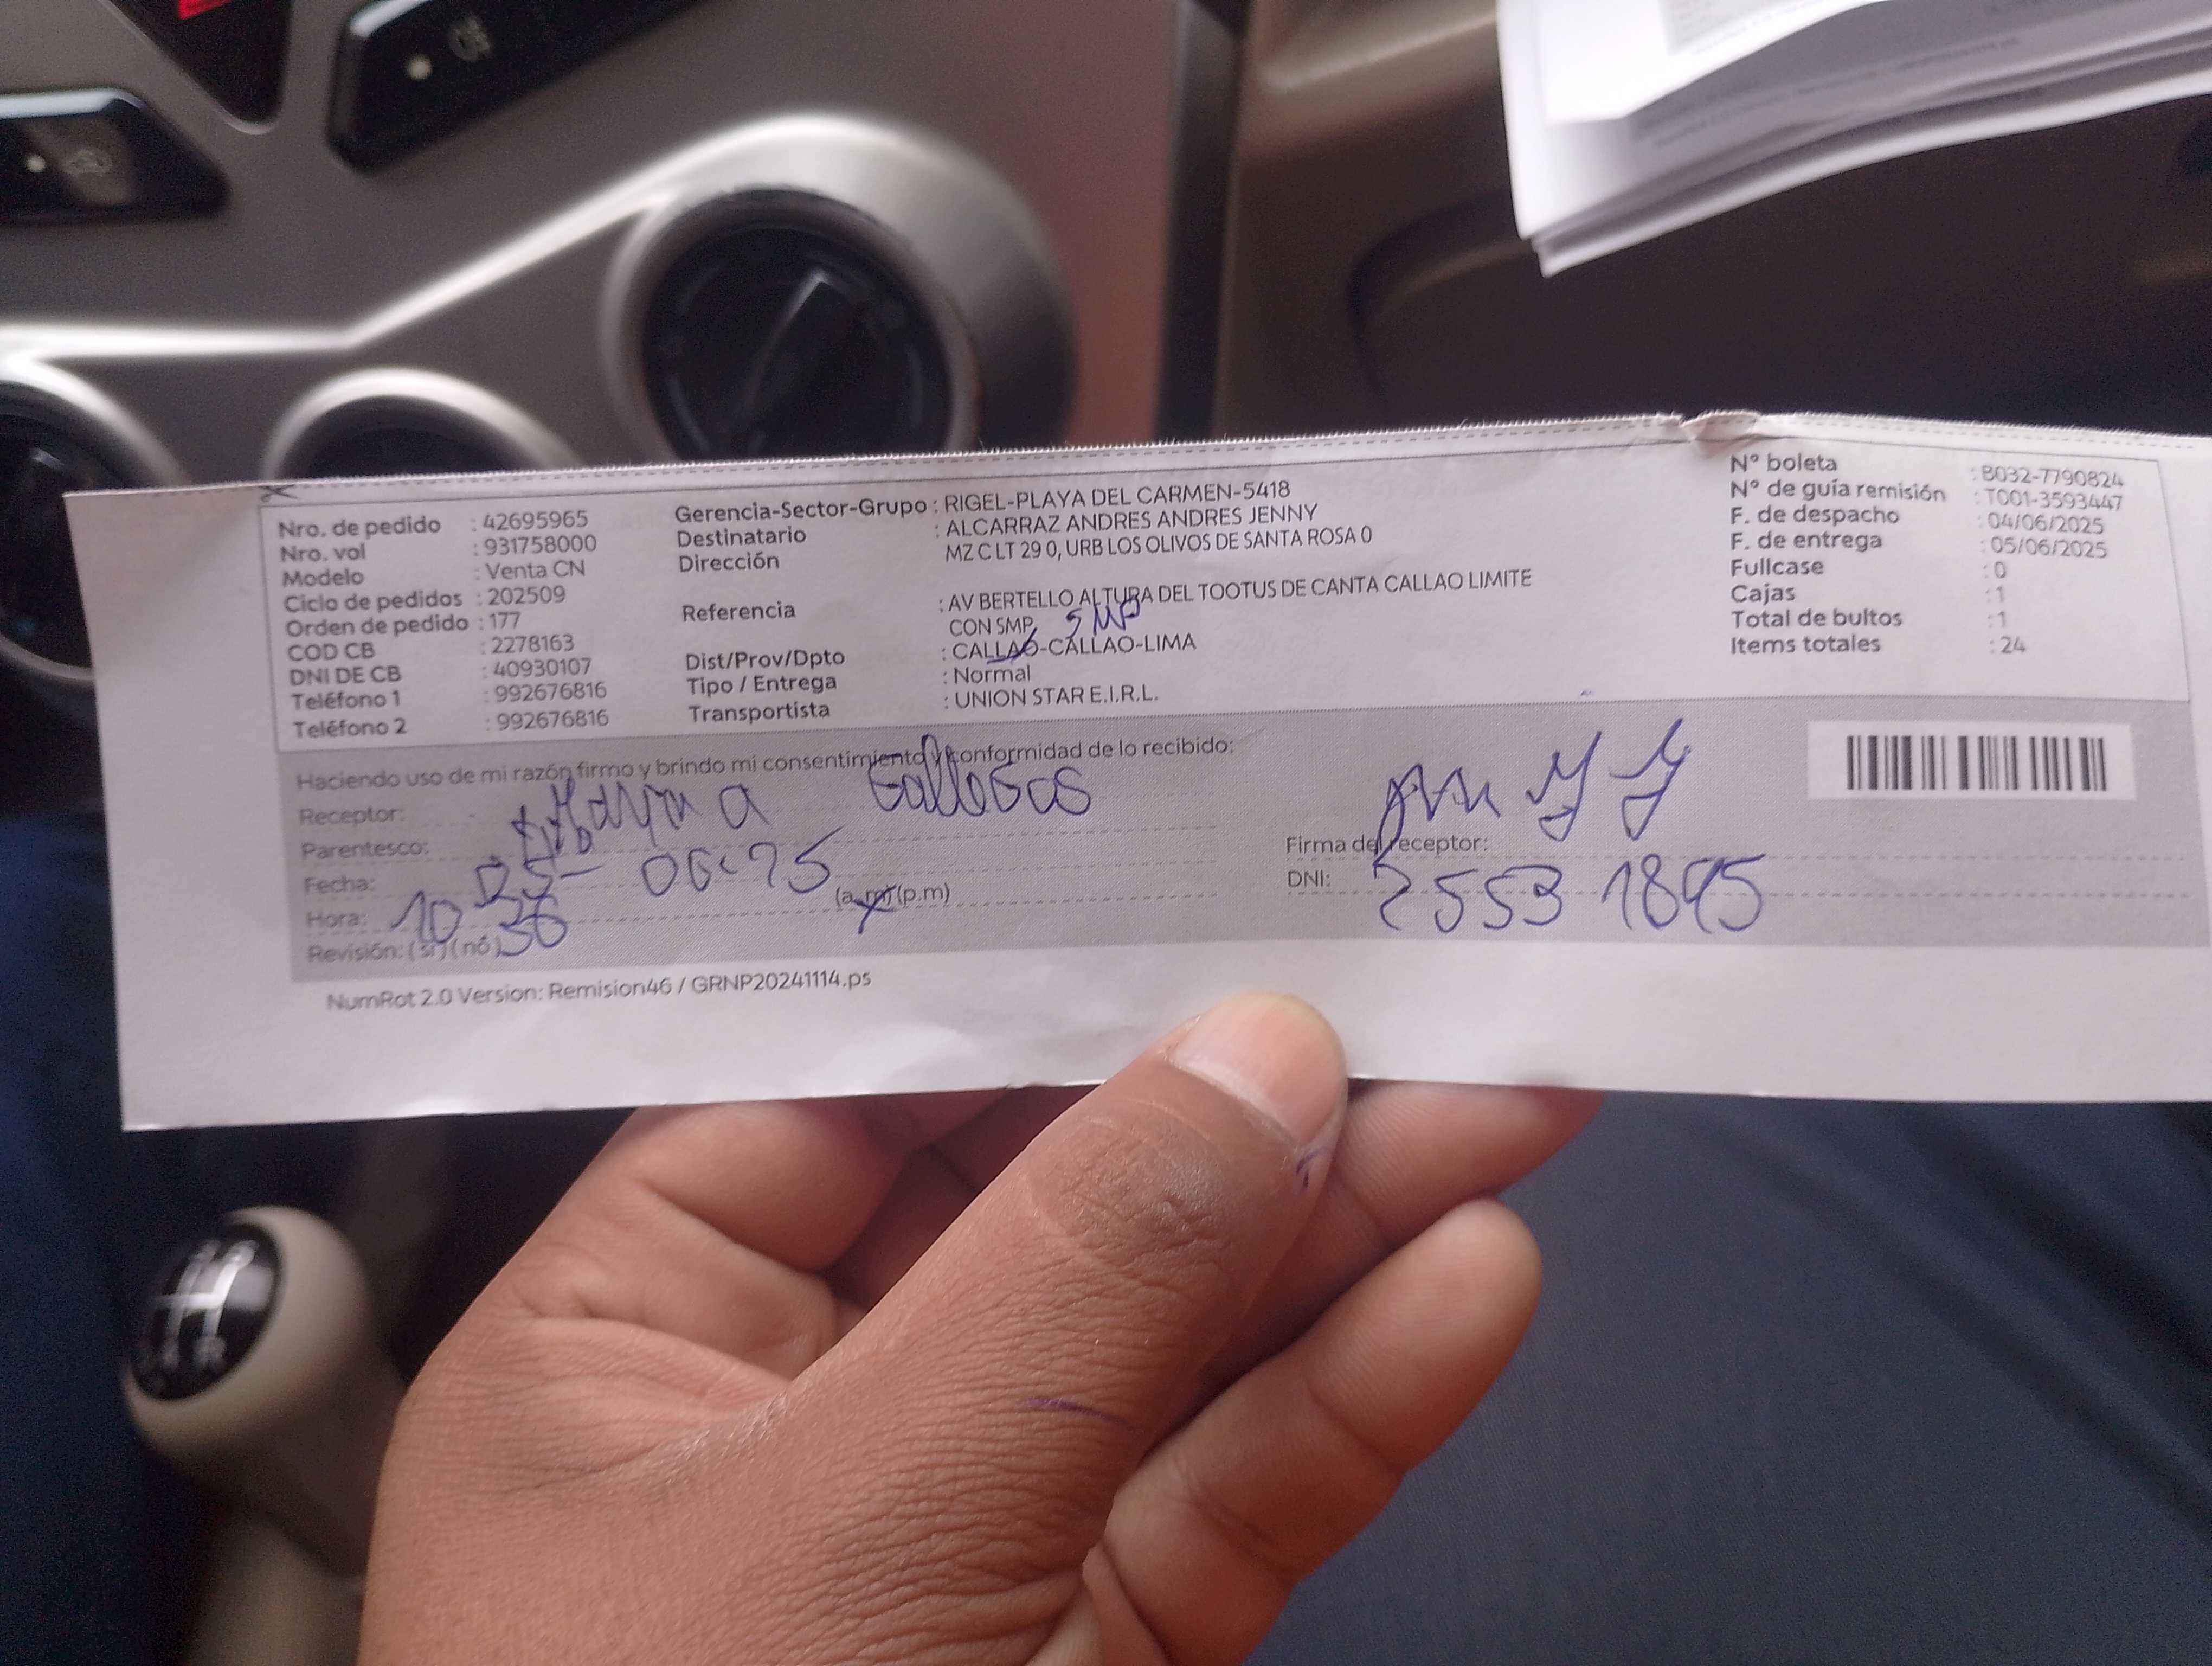 Nro. de pedido : 42695965
Nro. vol : 931758000
Modelo : Venta CN
Ciclo de pedidos : 202509
Orden de pedido : 177
COD CB : 2278163
DNI DE CB : 40930107
Teléfono 1 : 992676816
Teléfono 2 : 992676816
Gerencia-Sector-Grupo : RIGEL-PLAYA DEL CARMEN-5418
Destinatario : ALCARRAZ ANDRES ANDRES JENNY
Dirección MZ C LT 29 0, URB LOS OLIVOS DE SANTA ROSA 0
Referencia : AV BERTELLO ALTURA DEL TOOTUS DE CANTA CALLAO LIMITE
CON SMP, SMP
Dist/Prov/Dpto : CALLAO-CALLAO-LIMA
Tipo / Entrega : Normal
Transportista : UNION STAR E.I.R.L.
N° boleta : B032-7790824
N° de guía remisión : T001-3593447
F. de despacho : 04/06/2025
F. de entrega : 05/06/2025
Fullcase : 0
Cajas : 1
Total de bultos : 1
Items totales : 24
Haciendo uso de mi razón firmo y brindo mi consentimiento y conformidad de lo recibido:
Receptor: Gallegos
Parentesco:
Fecha: 05-06-25
Hora: 10 36 (a.m) (p.m)
Revisión: (si) (nó)
Firma del receptor:
DNI: 25531895
NumRot 2.0 Version: Remision46 / GRNP20241114.ps
4 R